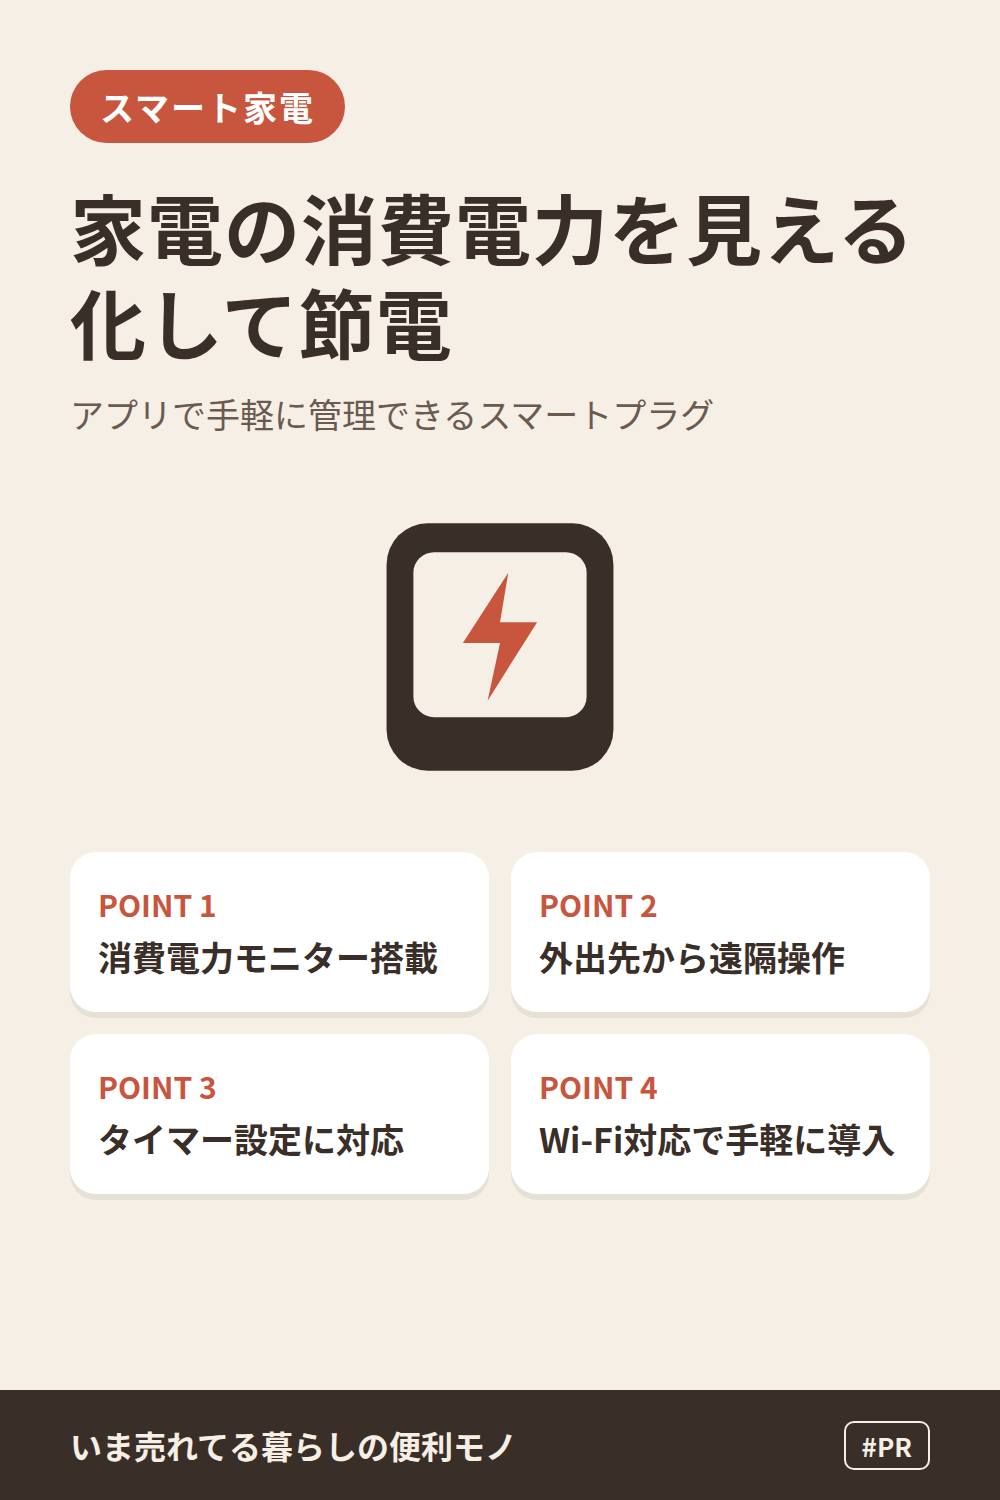 スマート家電
家電の消費電力を見える
化して節電
アプリで手軽に管理できるスマートプラグ
POINT 1
消費電力モニター搭載
POINT 2
外出先から遠隔操作
POINT 3
タイマー設定に対応
POINT 4
Wi-Fi対応で手軽に導入
いま売れてる暮らしの便利モノ
#PR